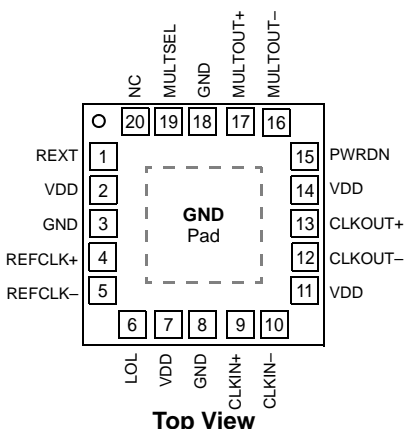 NC
MULTSEL
GND
MULTOUT+
MULTOUT–
20 19 18 17 16
REXT 1
VDD 2
GND 3
REFCLK+ 4
REFCLK– 5
GND
Pad
15 PWRDN
14 VDD
13 CLKOUT+
12 CLKOUT–
11 VDD
6 7 8 9 10
LOL
VDD
GND
CLKIN+
CLKIN–
Top View